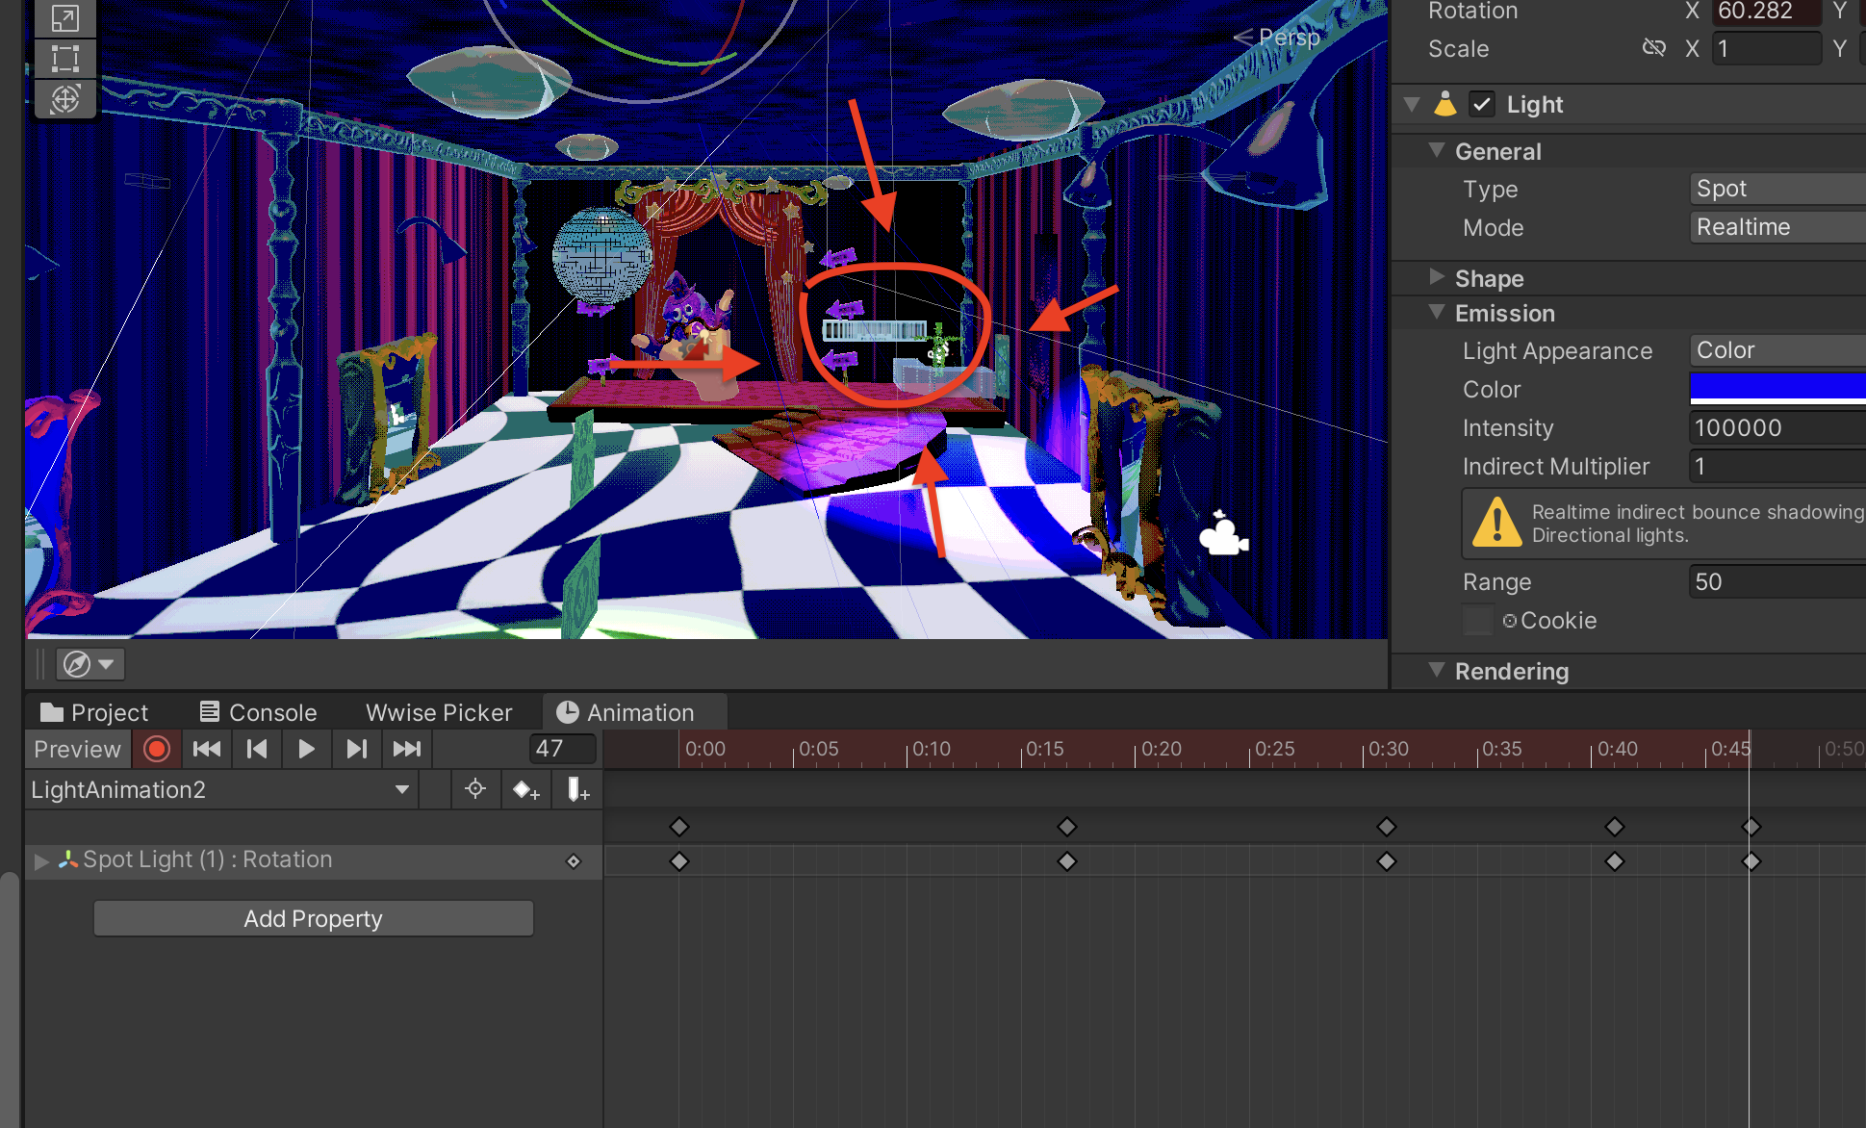 Rotation X 60.282 Y
Persp
Scale X 1 Y
Light
General
Type Spot
Mode Realtime
Shape
Emission
Light Appearance Color
Color
Intensity 100000
Indirect Multiplier 1
Realtime indirect bounce shadowing
Directional lights.
Range 50
Cookie
Rendering
Project Console Wwise Picker Animation
Preview 47 0:00 0:05 0:10 0:15 0:20 0:25 0:30 0:35 0:40 0:45 0:50
LightAnimation2
Spot Light (1) : Rotation
Add Property